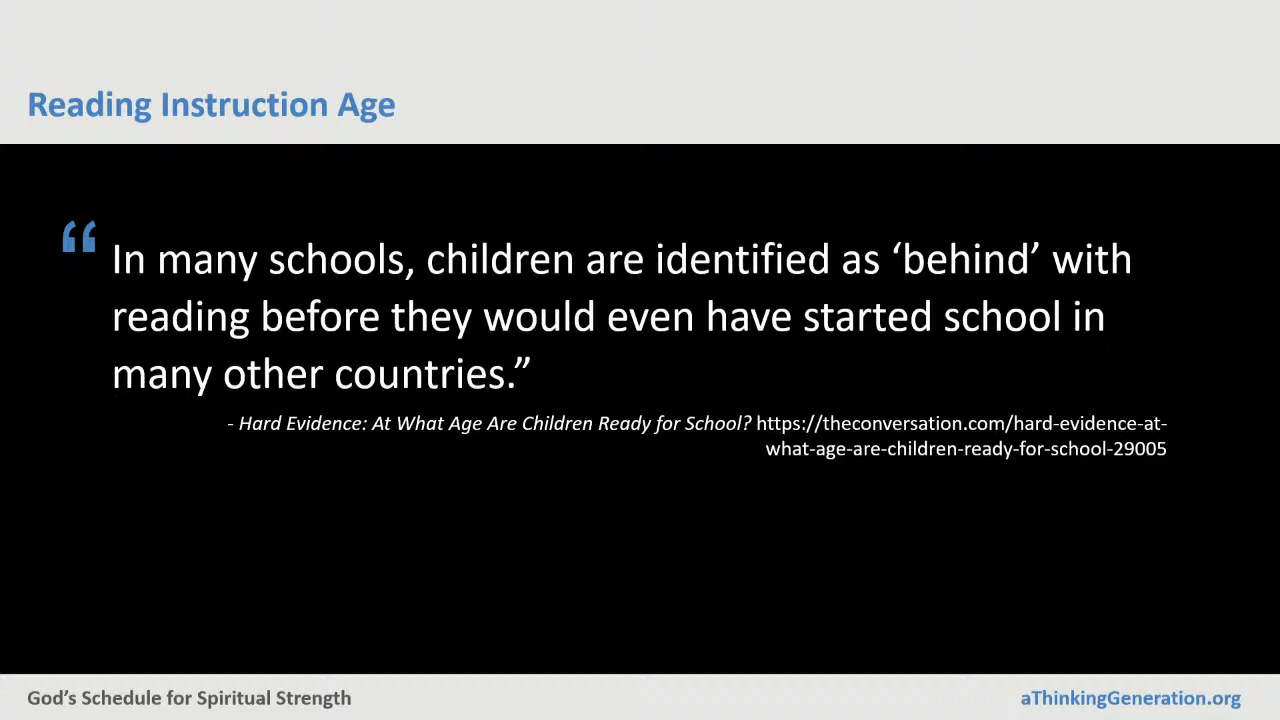 Reading Instruction Age
“ In many schools, children are identified as ‘behind’ with
reading before they would even have started school in
many other countries.”
- Hard Evidence: At What Age Are Children Ready for School? https://theconversation.com/hard-evidence-at-
what-age-are-children-ready-for-school-29005
God’s Schedule for Spiritual Strength
aThinkingGeneration.org